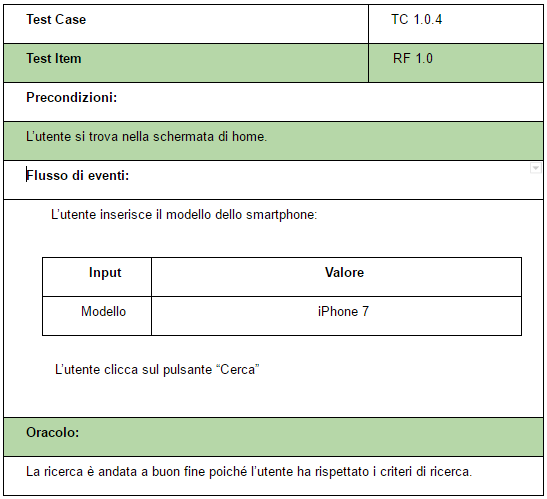 Test Case TC 1.0.4
Test Item RF 1.0
Precondizioni:
L'utente si trova nella schermata di home.
Flusso di eventi:
L'utente inserisce il modello dello smartphone:
Input Valore
Modello iPhone 7
L'utente clicca sul pulsante “Cerca”
Oracolo:
La ricerca è andata a buon fine poiché l'utente ha rispettato i criteri di ricerca.